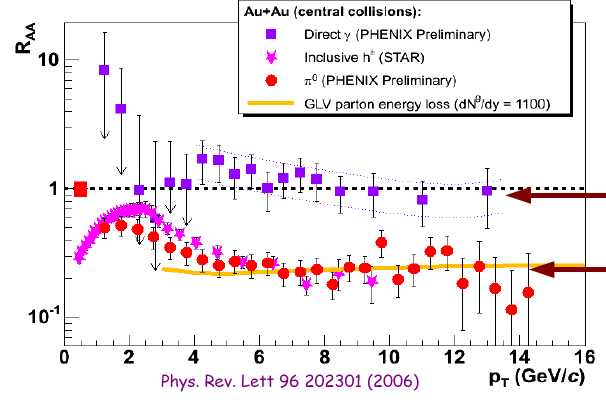 Au+Au (central collisions):
Direct γ (PHENIX Preliminary)
Inclusive h± (STAR)
π0 (PHENIX Preliminary)
GLV parton energy loss (dNg/dy = 1100)
RAA
10
1
10-1
0 2 4 6 8 10 12 14 16
Phys. Rev. Lett 96 202301 (2006)
pT (GeV/c)